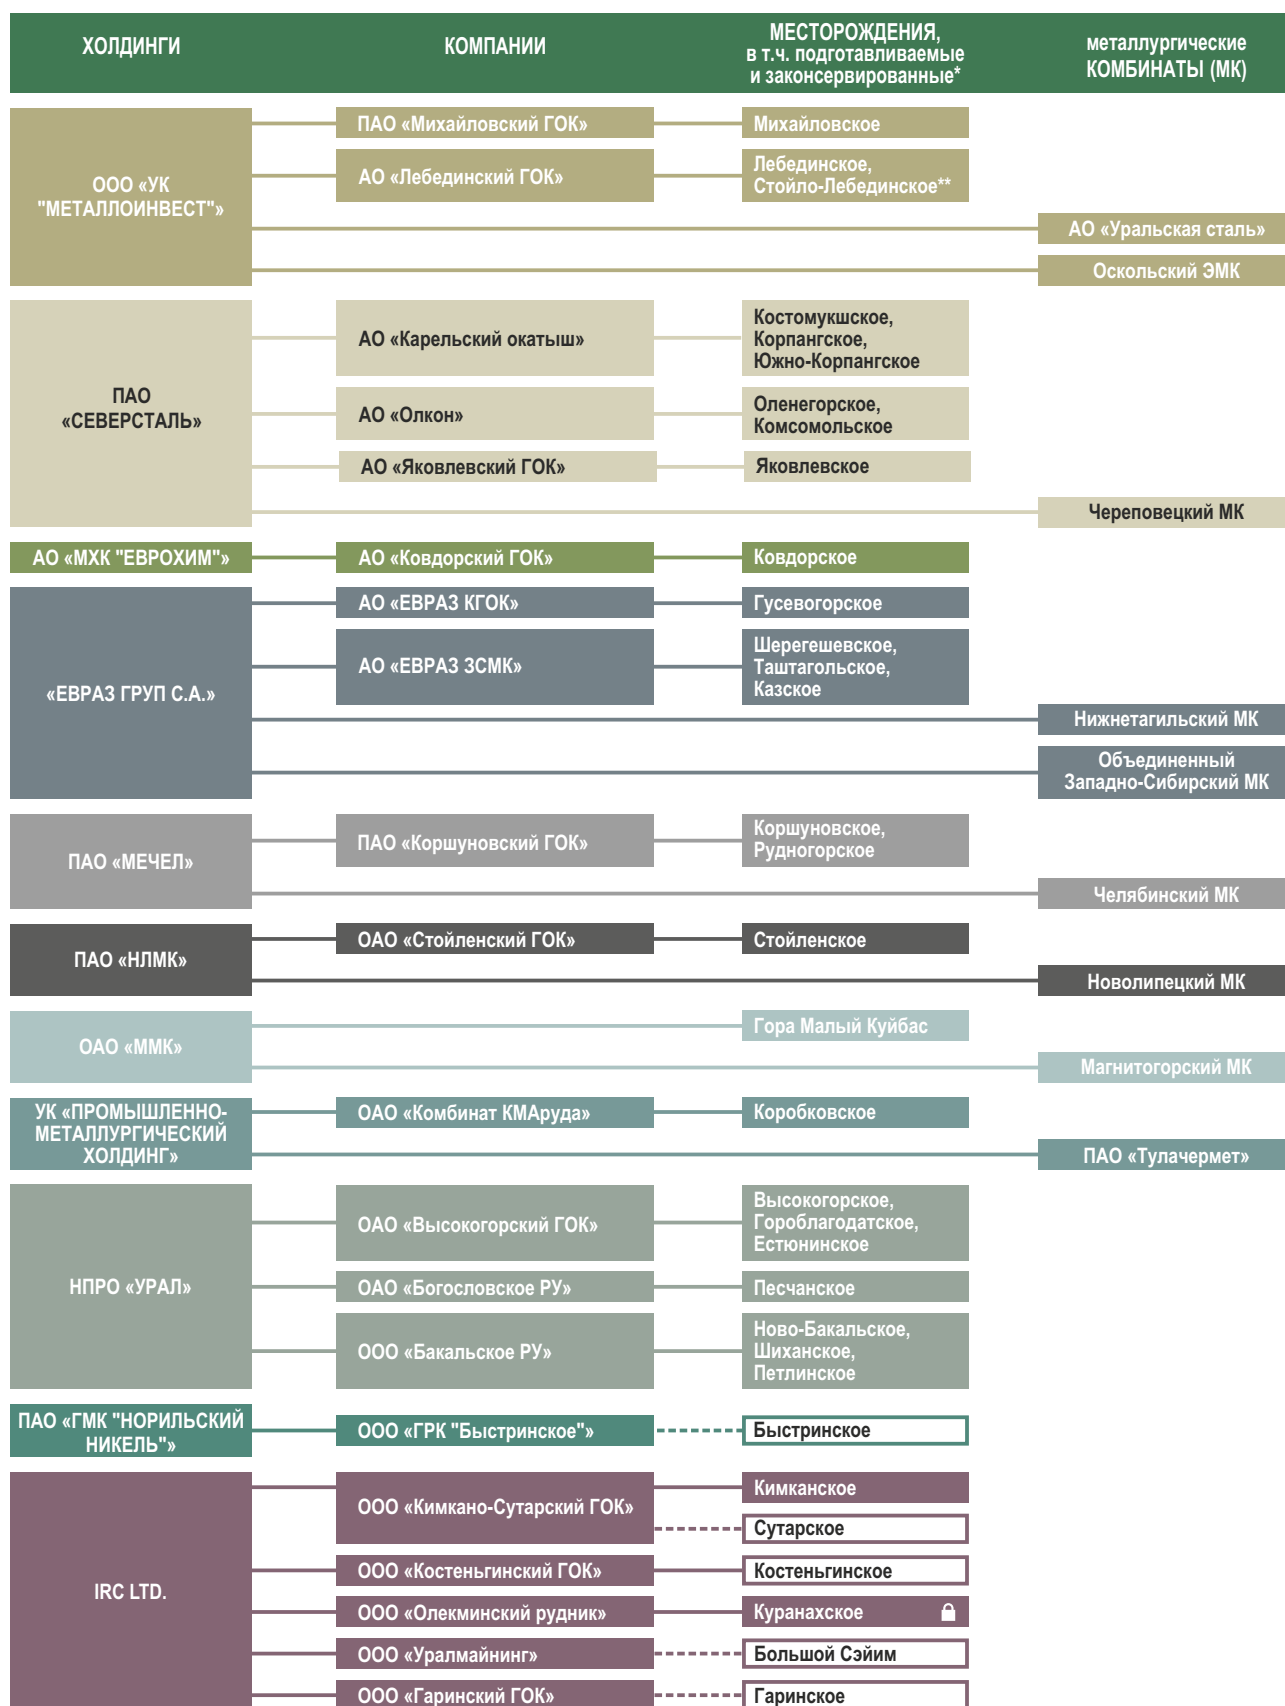 ХОЛДИНГИ
КОМПАНИИ
МЕСТОРОЖДЕНИЯ,
в т.ч. подготавливаемые
и законсервированные*
металлургические
КОМБИНАТЫ (МК)
ООО «УК
"МЕТАЛЛОИНВЕСТ"»
ПАО «Михайловский ГОК»
Михайловское
АО «Лебединский ГОК»
Лебединское,
Стойло-Лебединское**
АО «Уральская сталь»
Оскольский ЭМК
ПАО
«СЕВЕРСТАЛЬ»
АО «Карельский окатыш»
Костомукшское,
Корпангское,
Южно-Корпангское
АО «Олкон»
Оленегорское,
Комсомольское
АО «Яковлевский ГОК»
Яковлевское
Череповецкий МК
АО «МХК "ЕВРОХИМ"»
АО «Ковдорский ГОК»
Ковдорское
«ЕВРАЗ ГРУП С.А.»
АО «ЕВРАЗ КГОК»
Гусевогорское
АО «ЕВРАЗ ЗСМК»
Шерегешевское,
Таштагольское,
Казское
Нижнетагильский МК
Объединенный
Западно-Сибирский МК
ПАО «МЕЧЕЛ»
ПАО «Коршуновский ГОК»
Коршуновское,
Рудногорское
Челябинский МК
ПАО «НЛМК»
ОАО «Стойленский ГОК»
Стойленское
Новолипецкий МК
ОАО «ММК»
Гора Малый Куйбас
Магнитогорский МК
УК «ПРОМЫШЛЕННО-
МЕТАЛЛУРГИЧЕСКИЙ
ХОЛДИНГ»
ОАО «Комбинат КМАруда»
Коробковское
ПАО «Тулачермет»
НПРО «УРАЛ»
ОАО «Высокогорский ГОК»
Высокогорское,
Гороблагодатское,
Естюнинское
ОАО «Богословское РУ»
Песчанское
ООО «Бакальское РУ»
Ново-Бакальское,
Шиханское,
Петлинское
ПАО «ГМК "НОРИЛЬСКИЙ
НИКЕЛЬ"»
ООО «ГРК "Быстринское"»
Быстринское
IRC LTD.
ООО «Кимкано-Сутарский ГОК»
Кимканское
Сутарское
ООО «Костеньгинский ГОК»
Костеньгинское
ООО «Олекминский рудник»
Куранахское
ООО «Уралмайнинг»
Большой Сэйим
ООО «Гаринский ГОК»
Гаринское